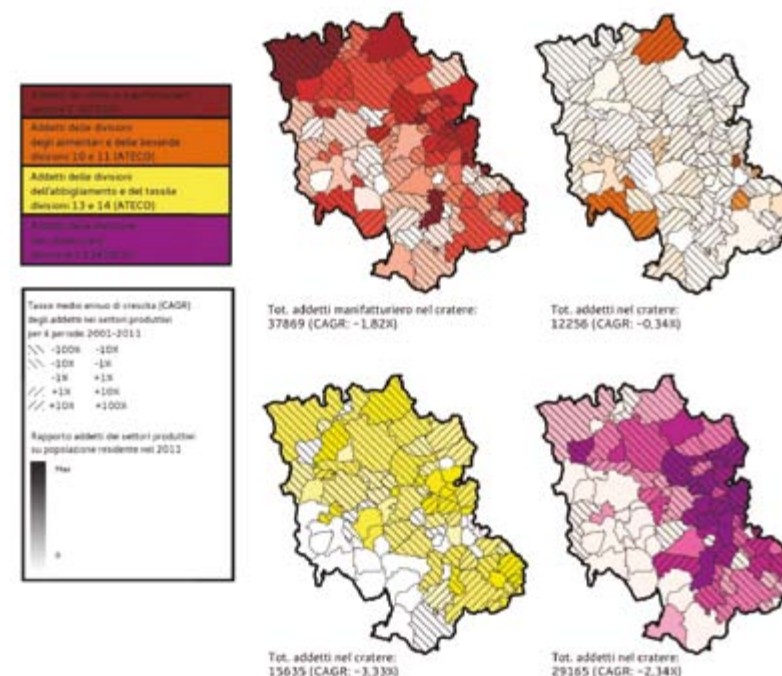 Addetti delle divisioni
degli alimentari e delle bevande
divisioni 10 e 11 (ATECO)
Addetti delle divisioni
dell'abbigliamento e del tessile
divisioni 13 e 14 (ATECO)
Tasso medio annuo di crescita (CAGR)
degli addetti nei settori produttivi
per il periodo 2001-2011
-100% -10%
-10% -1%
-1% +1%
+1% +10%
+10% +100%
Rapporto addetti dei settori produttivi
su popolazione residente nel 2011
Max
0
Tot. addetti manifatturiero nel cratere:
37869 (CAGR: -1,82%)
Tot. addetti nel cratere:
12256 (CAGR: -0,34%)
Tot. addetti nel cratere:
15635 (CAGR: -3,33%)
Tot. addetti nel cratere:
29165 (CAGR: -2,34%)